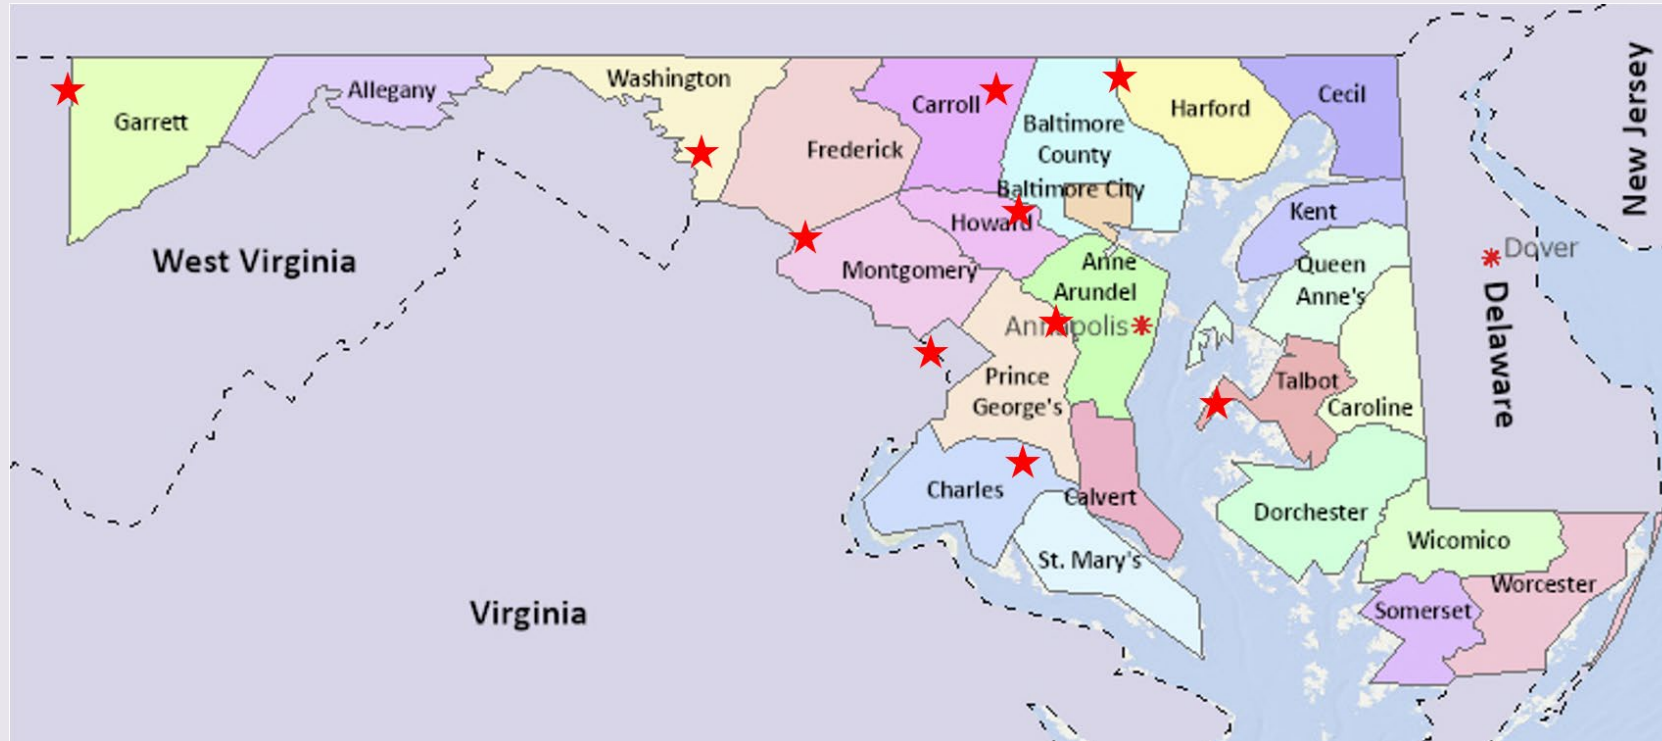 Garrett
Allegany
Washington
Frederick
Carroll
Baltimore
County
Baltimore City
Harford
Cecil
New Jersey
Howard
Kent
Montgomery
Anne
Arundel
Queen
Anne's
Dover
Delaware
West Virginia
Annapolis
Prince
George's
Talbot
Caroline
Charles
Calvert
Dorchester
Wicomico
St. Mary's
Worcester
Somerset
Virginia